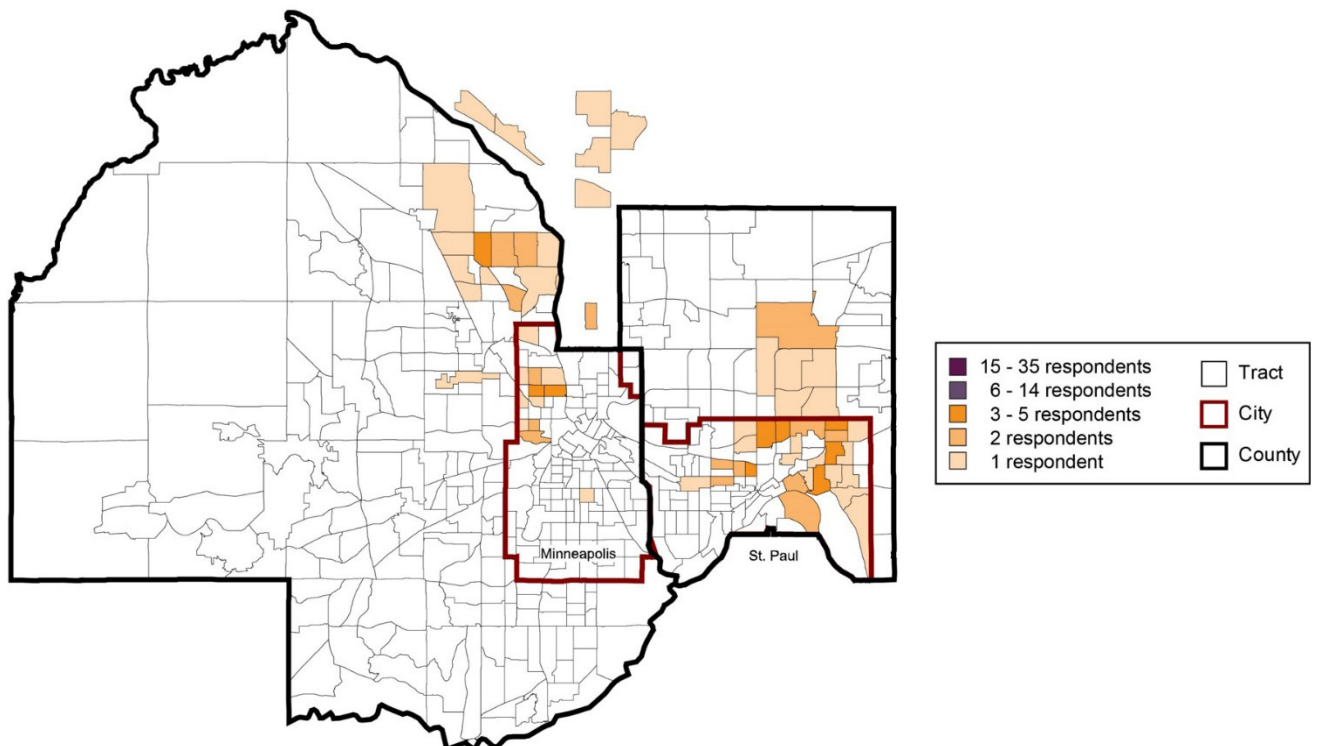 15 - 35 respondents
6 - 14 respondents
3 - 5 respondents
2 respondents
1 respondent
Tract
City
County
Minneapolis
St. Paul